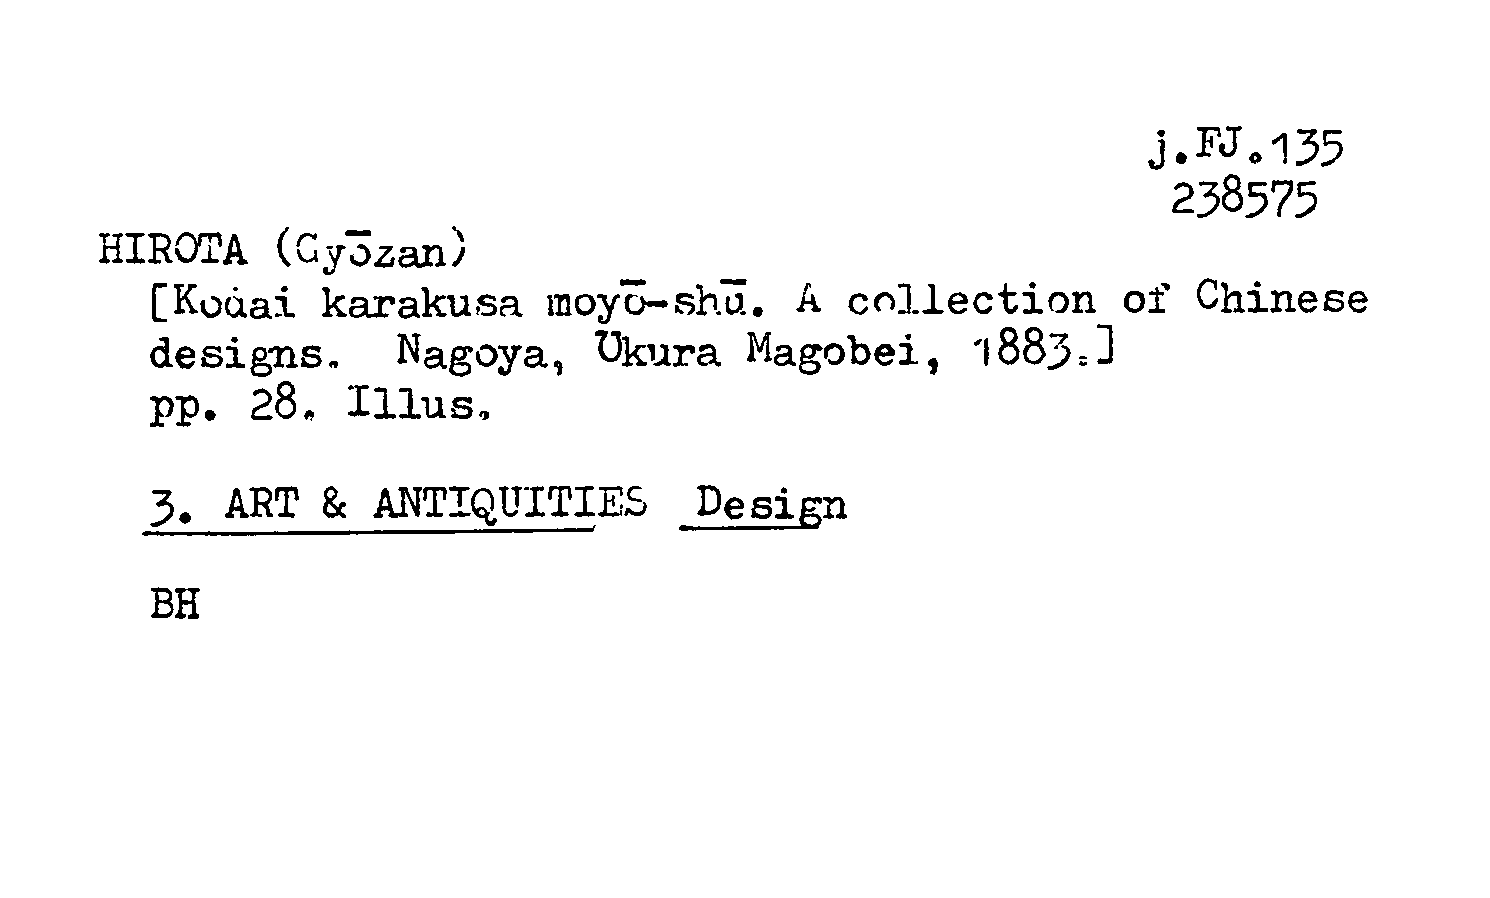 j.FJ.135
238575
HIROTA (Gyōzan)
[Kodai karakusa moyō-shū. A collection of Chinese
designs. Nagoya, Ūkura Magobei, 1883.]
pp. 28. Illus.
3. ART & ANTIQUITIES Design
BH